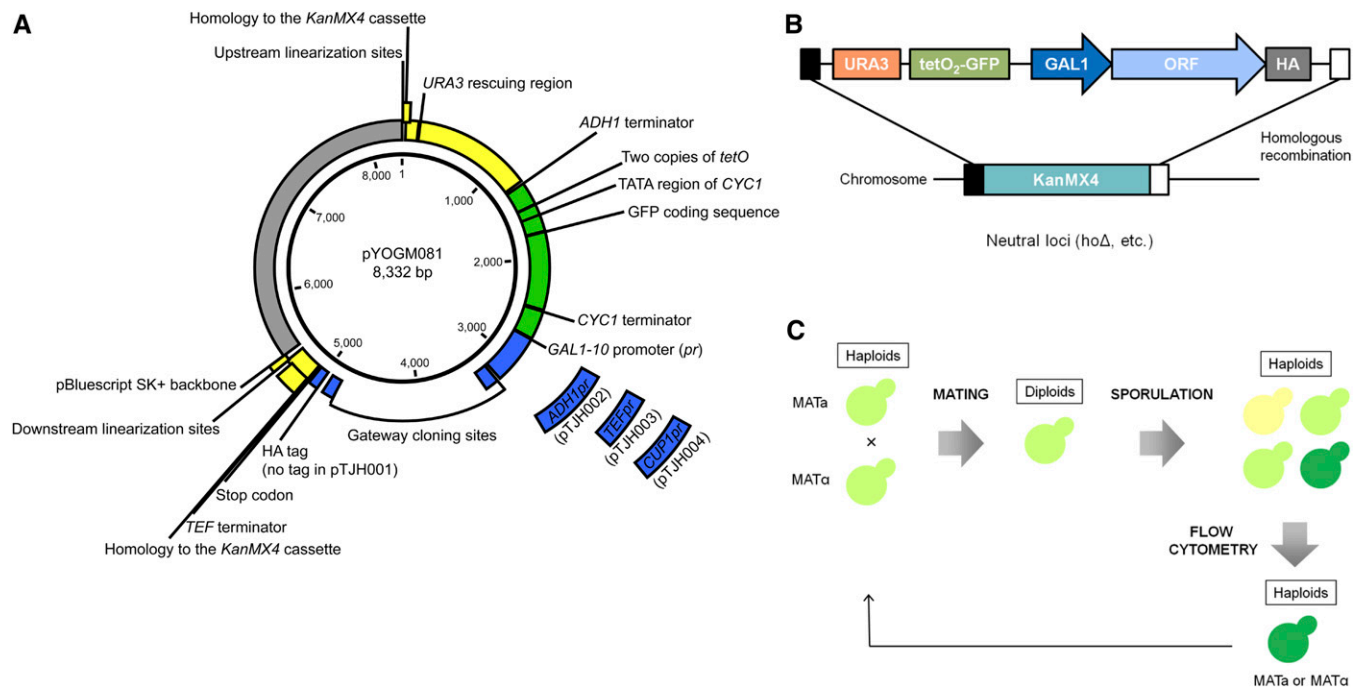 A
Homology to the KanMX4 cassette
Upstream linearization sites
URA3 rescuing region
ADH1 terminator
Two copies of tetO
TATA region of CYC1
GFP coding sequence
CYC1 terminator
GAL1-10 promoter (pr)
8,000
1
1,000
7,000
pYOGM081
8,332 bp
2,000
6,000
3,000
5,000
4,000
pBluescript SK+ backbone
Downstream linearization sites
Gateway cloning sites
HA tag
(no tag in pTJH001)
Stop codon
TEF terminator
Homology to the KanMX4 cassette
ADH1pr
(pTJH002)
TEFpr
(pTJH003)
CUP1pr
(pTJH004)
B
URA3
tetO₂-GFP
GAL1
ORF
HA
Homologous
recombination
Chromosome
KanMX4
Neutral loci (hoΔ, etc.)
C
Haploids
MATa
×
MATα
MATING
Diploids
SPORULATION
Haploids
FLOW
CYTOMETRY
Haploids
MATa or MATα